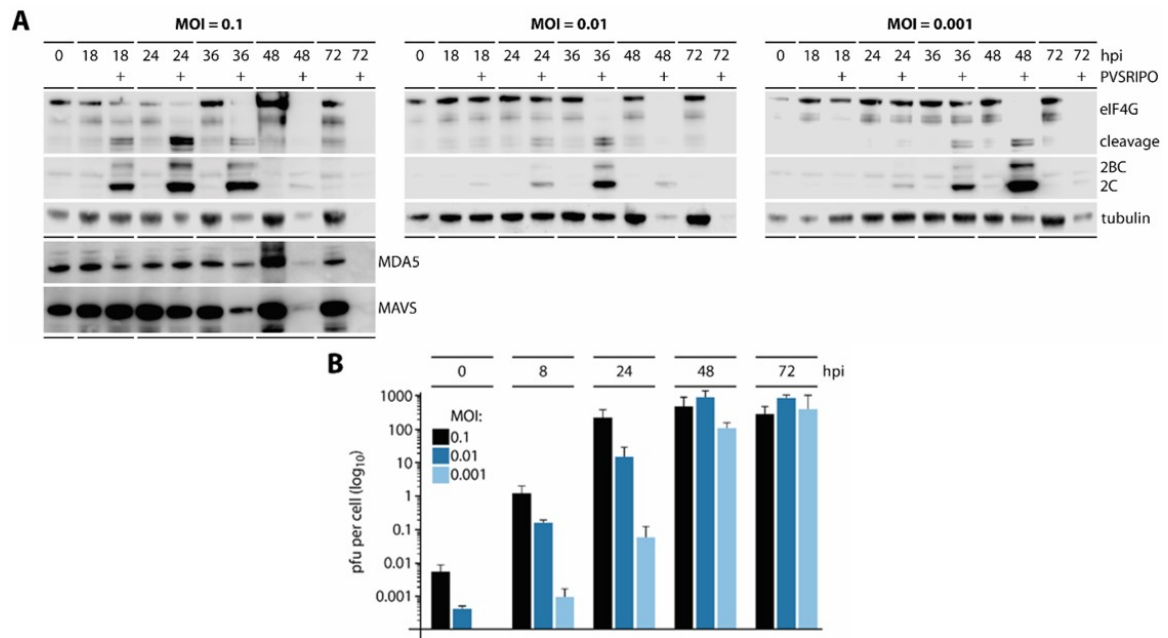 A
MOI = 0.1 MOI = 0.01 MOI = 0.001
0 18 18 24 24 36 36 48 48 72 72 0 18 18 24 24 36 36 48 48 72 72 0 18 18 24 24 36 36 48 48 72 72 hpi
+ + + + + + + + + + + + + + + PVSRIPO
eIF4G
cleavage
2BC
2C
tubulin
MDA5
MAVS
B
0 8 24 48 72 hpi
pfu per cell (log10)
1000
100
10
1
0.1
0.01
0.001
MOI:
0.1
0.01
0.001